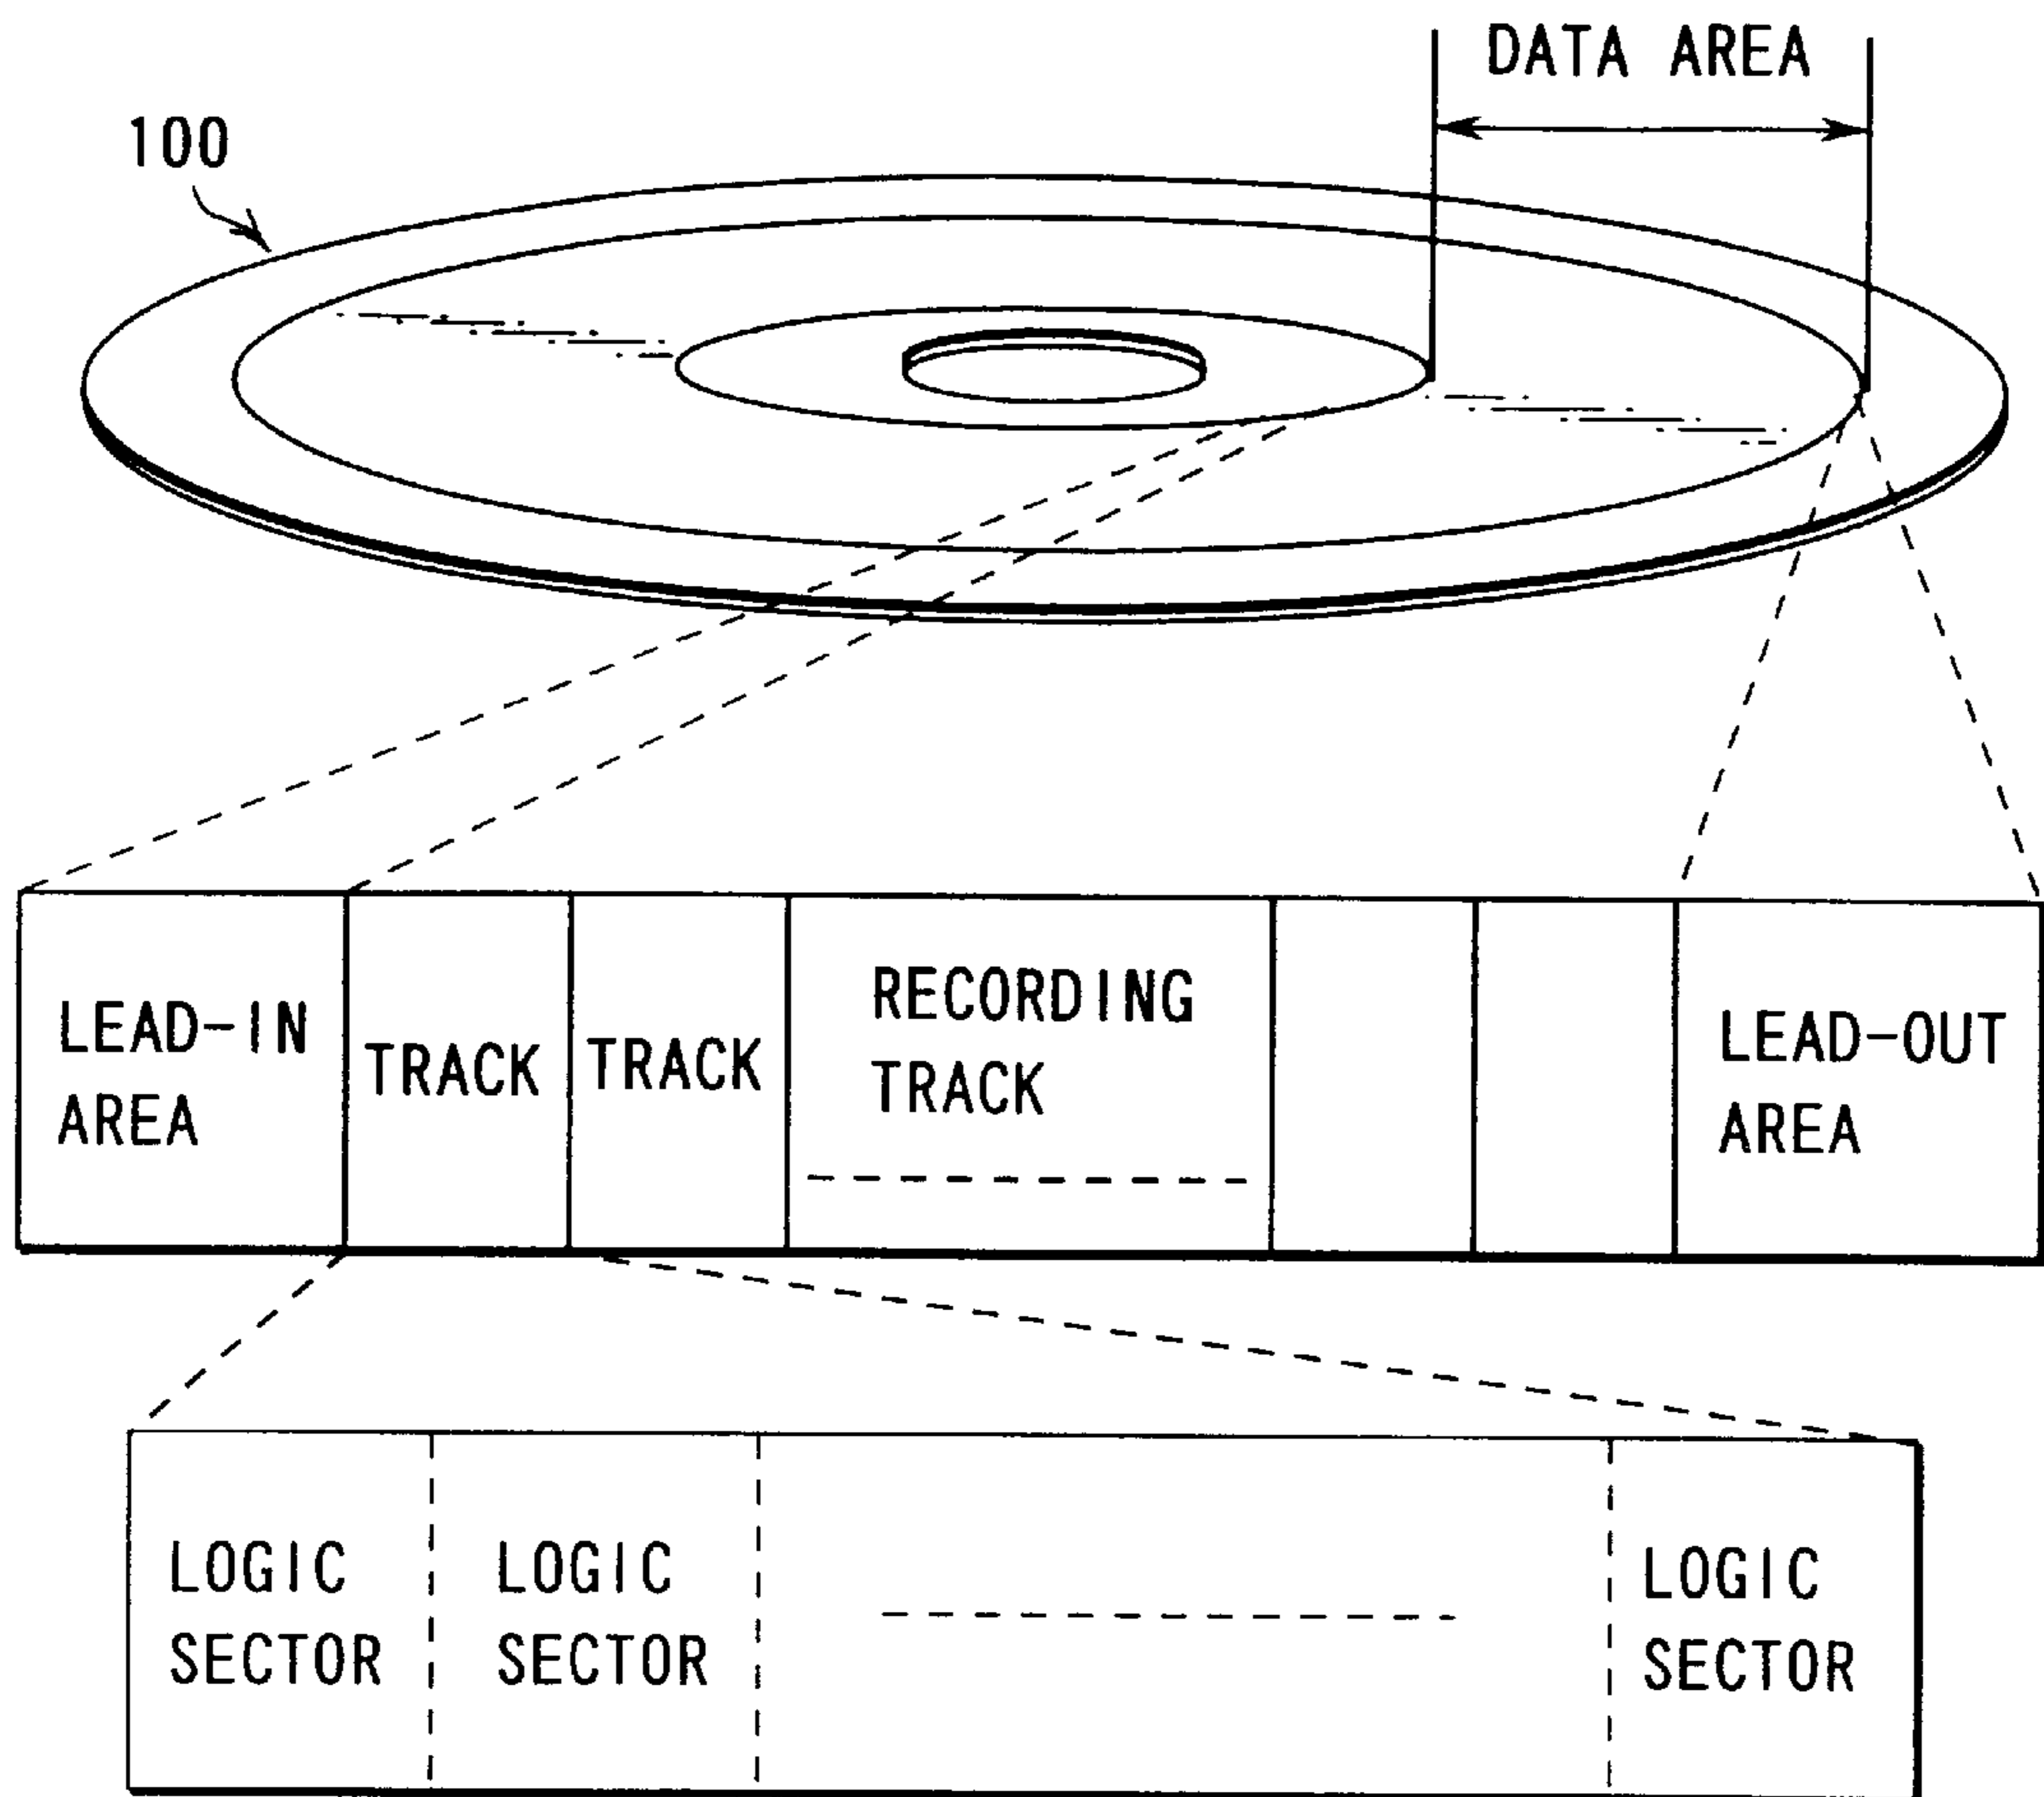 DATA AREA
100
LEAD-IN
AREA
TRACK
TRACK
RECORDING
TRACK
LEAD-OUT
AREA
LOGIC
SECTOR
LOGIC
SECTOR
LOGIC
SECTOR